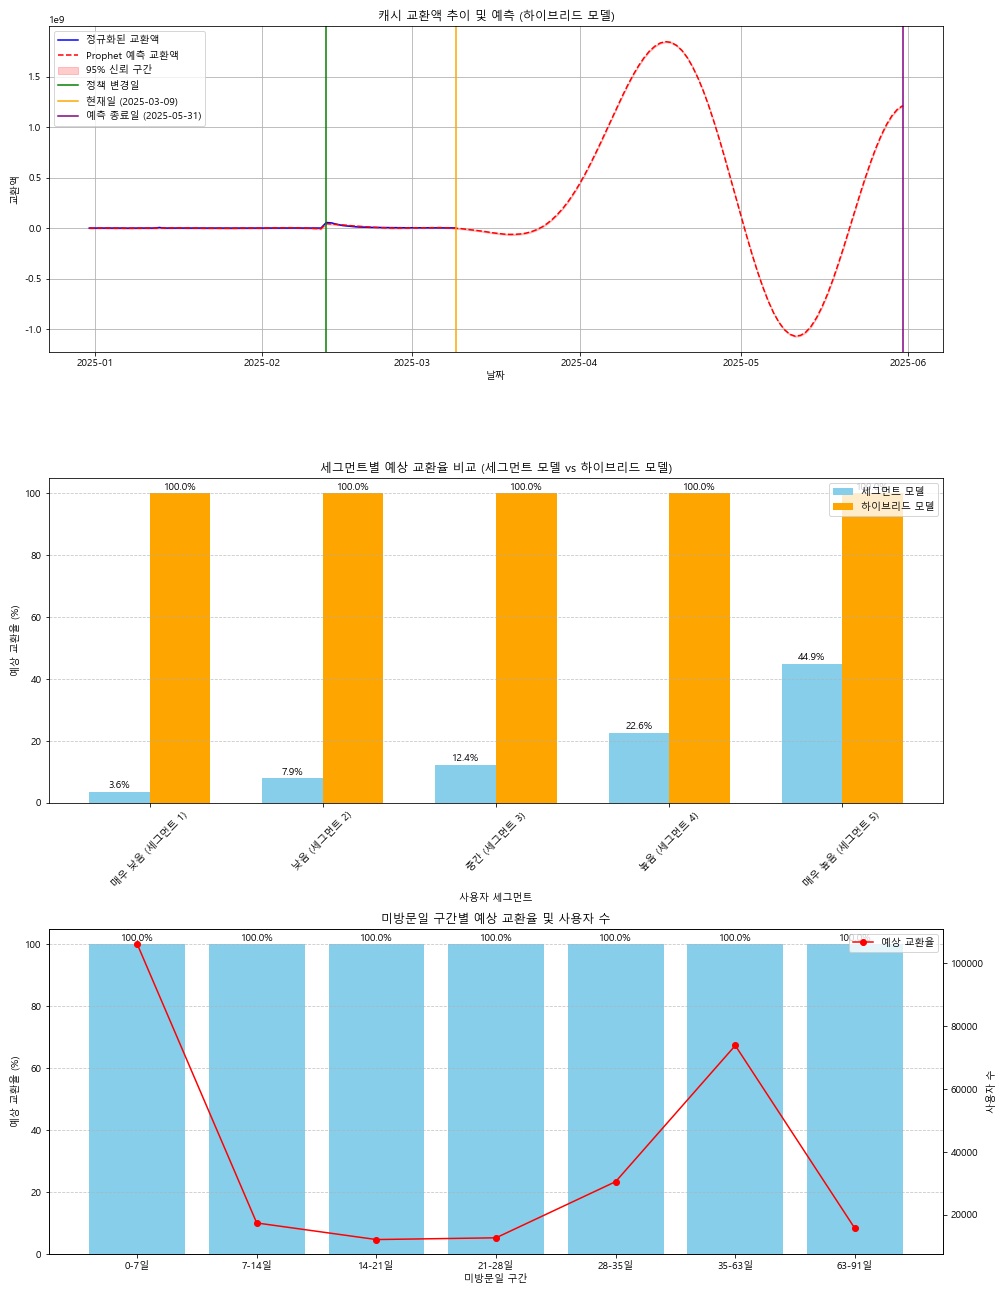 캐시 교환액 추이 및 예측 (하이브리드 모델)
1e9
정규화된 교환액
Prophet 예측 교환액
95% 신뢰 구간
정책 변경일
현재일 (2025-03-09)
예측 종료일 (2025-05-31)
교환액
1.5
1.0
0.5
0.0
-0.5
-1.0
2025-01
2025-02
2025-03
2025-04
2025-05
2025-06
날짜
세그먼트별 예상 교환율 비교 (세그먼트 모델 vs 하이브리드 모델)
세그먼트 모델
하이브리드 모델
예상 교환율 (%)
100
80
60
40
20
0
3.6%
100.0%
7.9%
100.0%
12.4%
100.0%
22.6%
100.0%
44.9%
매우 낮음 (세그먼트 1)
낮음 (세그먼트 2)
중간 (세그먼트 3)
높음 (세그먼트 4)
매우 높음 (세그먼트 5)
사용자 세그먼트
미방문일 구간별 예상 교환율 및 사용자 수
예상 교환율
예상 교환율 (%)
100
80
60
40
20
0
100.0%
100.0%
100.0%
100.0%
100.0%
100.0%
100000
80000
60000
40000
20000
사용자 수
0-7일
7-14일
14-21일
21-28일
28-35일
35-63일
63-91일
미방문일 구간